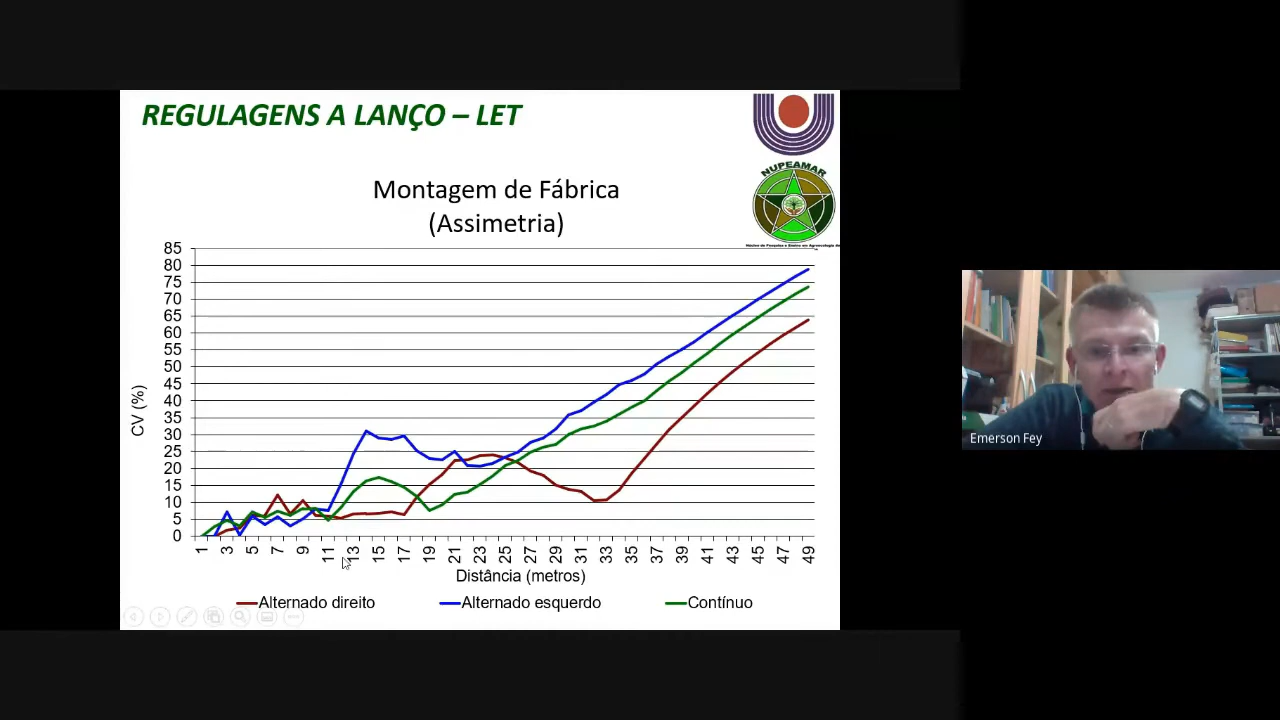 REGULAGENS A LANÇO – LET
NUPEAMAR
Montagem de Fábrica
(Assimetria)
85
80
75
70
65
60
55
50
45
40
35
30
25
20
15
10
5
0
CV (%)
1 3 5 7 9 11 13 15 17 19 21 23 25 27 29 31 33 35 37 39 41 43 45 47 49
Distância (metros)
Alternado direito Alternado esquerdo Contínuo
Emerson Fey